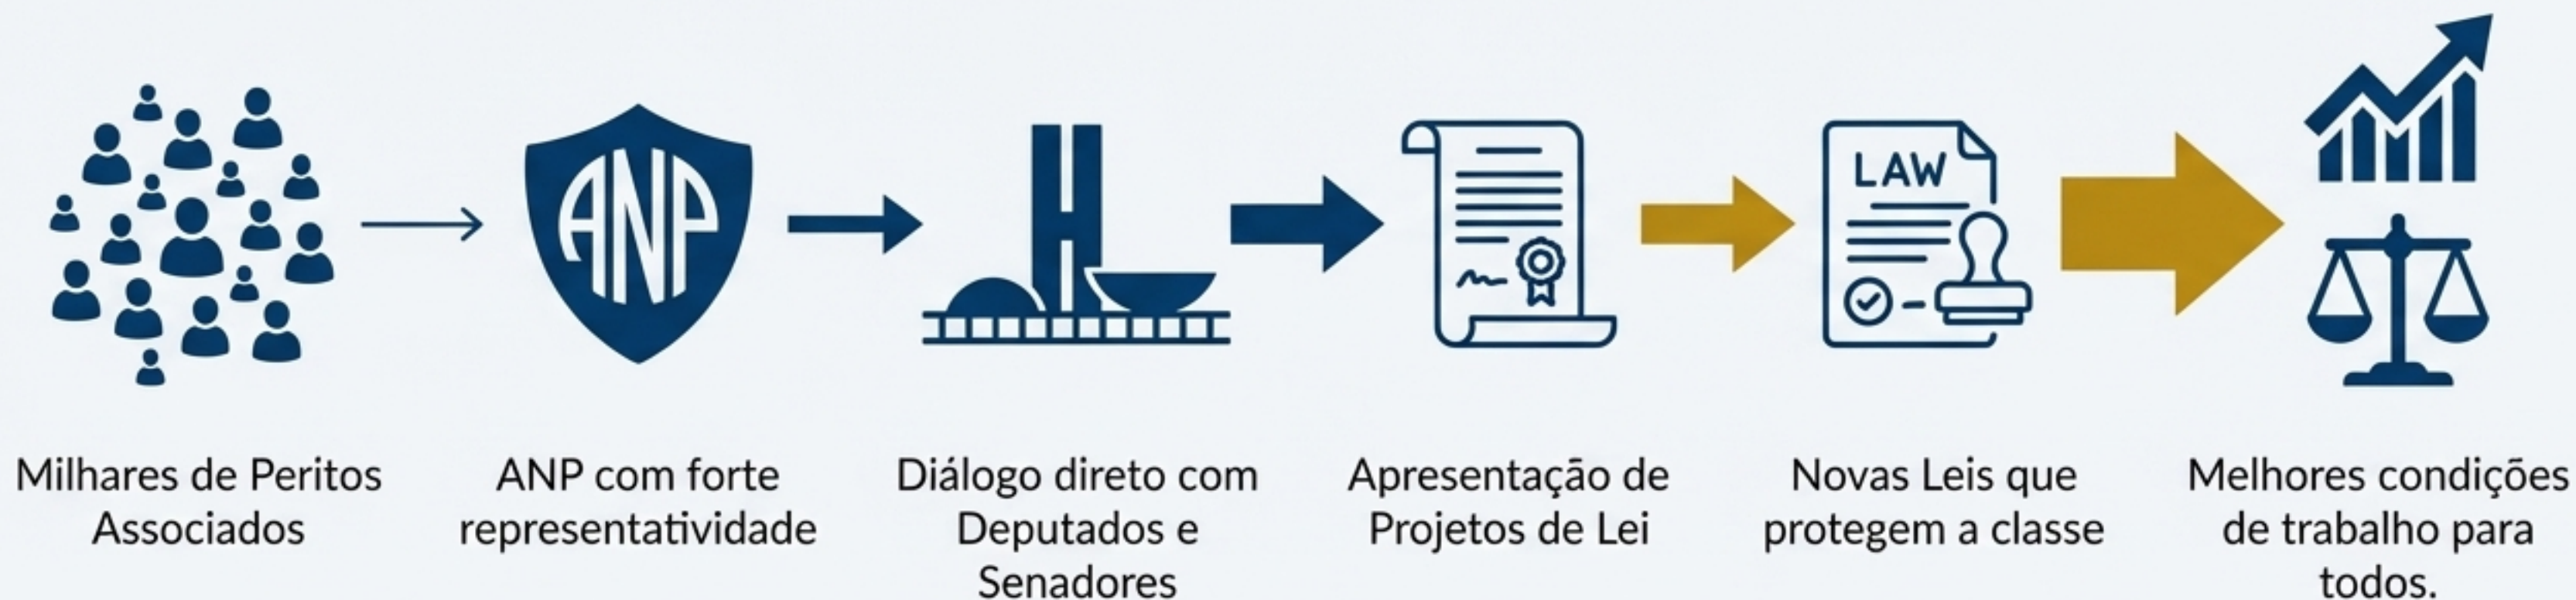 ANP
LAW
Milhares de Peritos
Associados
ANP com forte
representatividade
Diálogo direto com
Deputados e
Senadores
Apresentação de
Projetos de Lei
Novas Leis que
protegem a classe
Melhores condições
de trabalho para
todos.